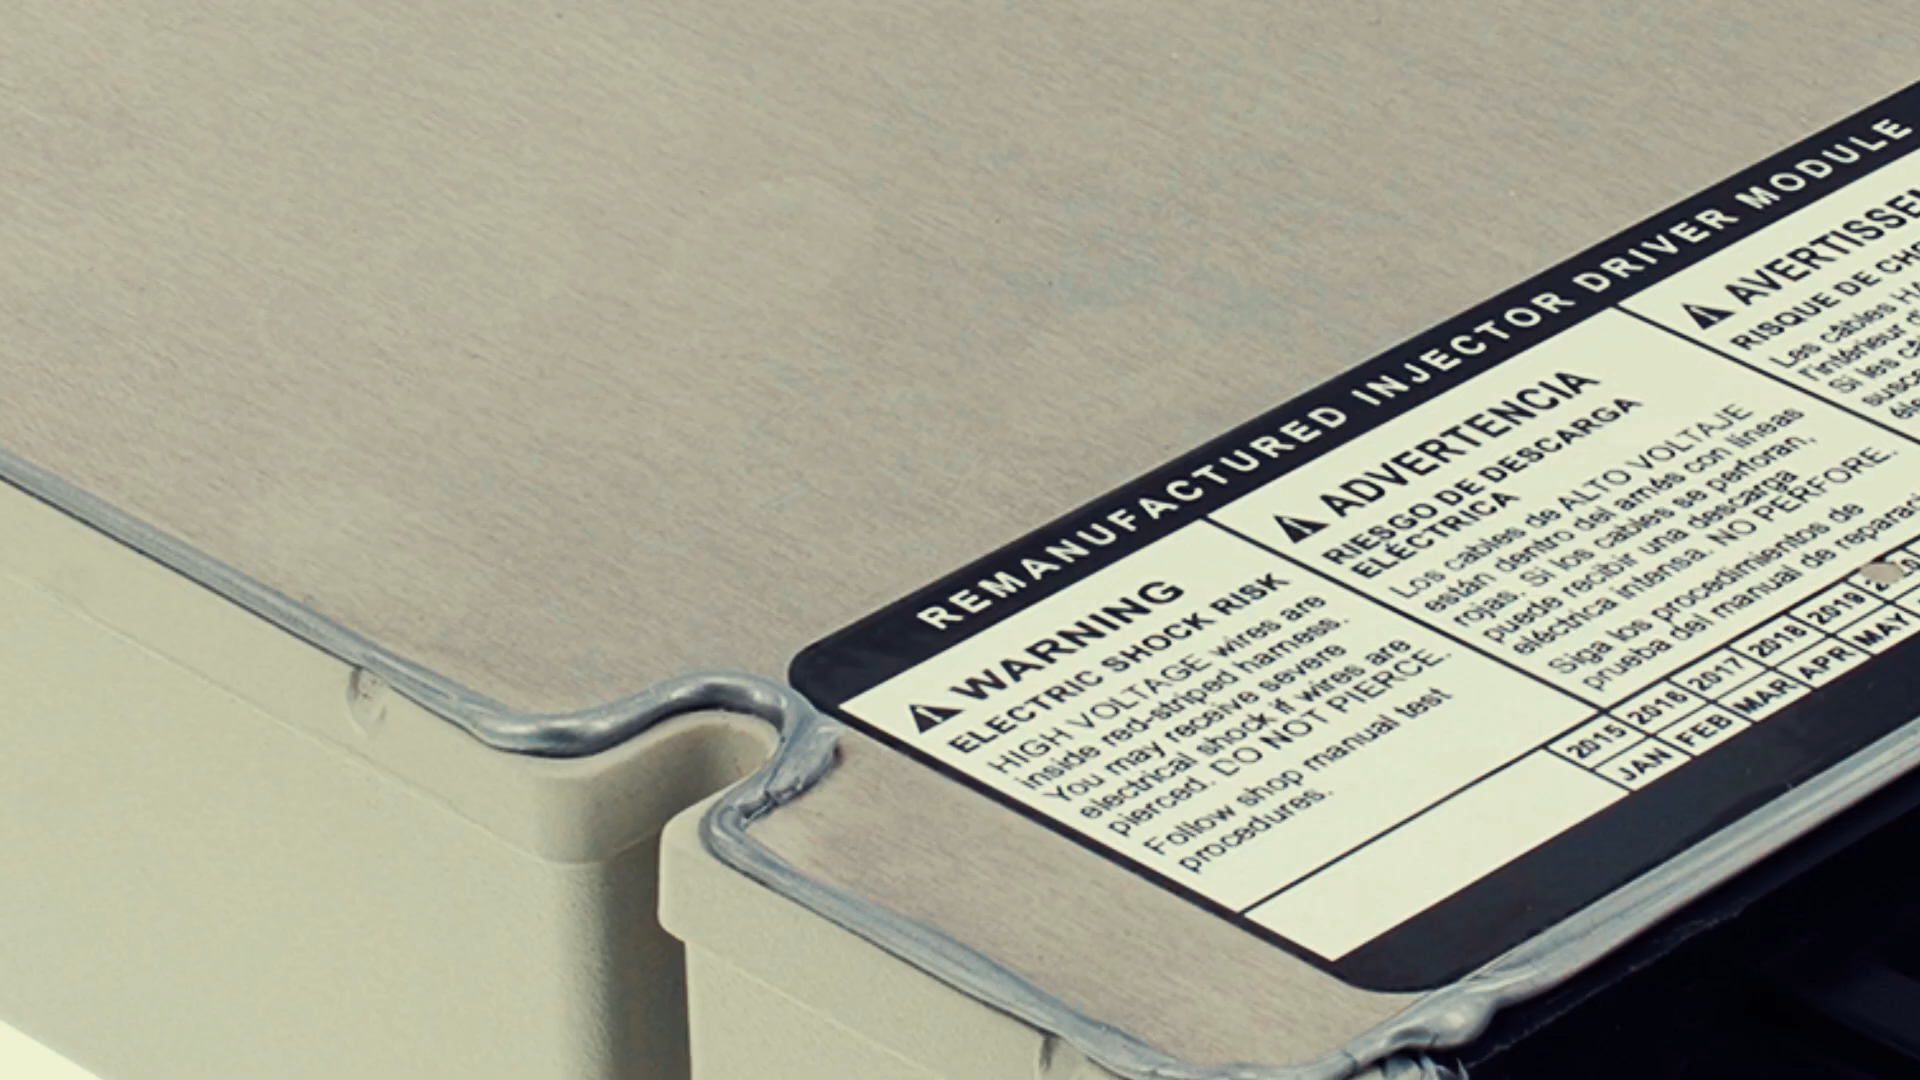 REMANUFACTURED INJECTOR DRIVER MODULE
WARNING
ELECTRIC SHOCK RISK
HIGH VOLTAGE wires are
inside red-striped harness.
You may receive severe
electrical shock if wires are
pierced. DO NOT PIERCE.
Follow shop manual test
procedures.
ADVERTENCIA
RIESGO DE DESCARGA
ELÉCTRICA
Los cables de ALTO VOLTAJE
están dentro del arnés con líneas
rojas. Si los cables se perforan,
puede recibir una descarga
eléctrica intensa. NO PERFORE.
Siga los procedimientos de
prueba del manual de
RISQUE DE
Les câbles
l'intérieur
Si les
2015 2016 2017 2018 2019
JAN FEB MAR APR MAY